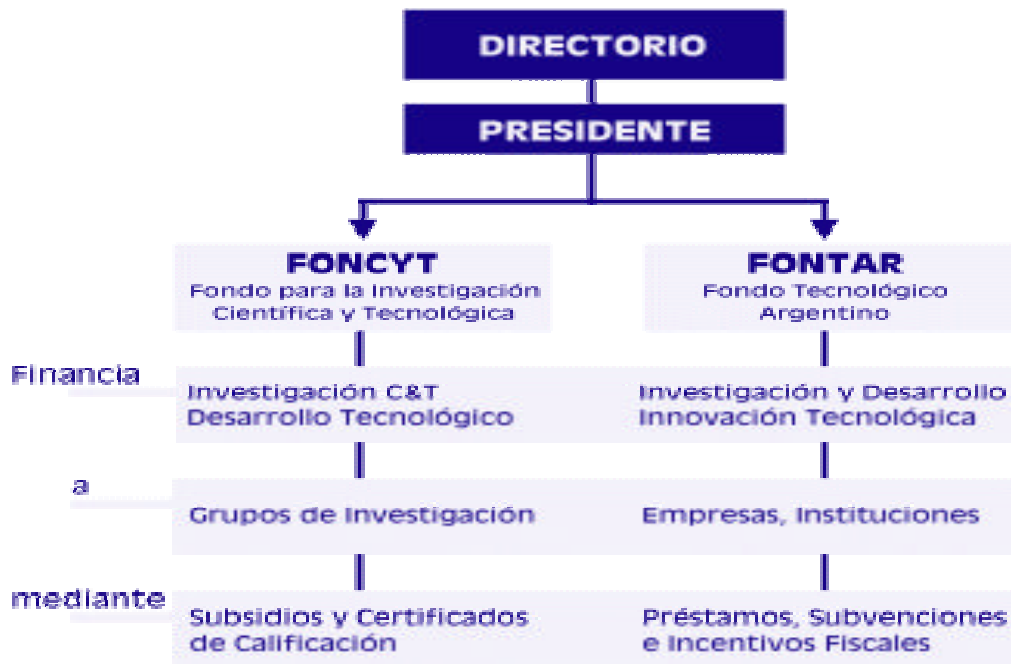 DIRECTORIO
PRESIDENTE
FONCYT
Fondo para la Investigación
Científica y Tecnológica
FONTAR
Fondo Tecnológico
Argentino
Financia
Investigación C&T
Desarrollo Tecnológico
Investigación y Desarrollo
Innovación Tecnológica
a
Grupos de Investigación
Empresas, Instituciones
mediante
Subsidios y Certificados
de Calificación
Préstamos, Subvenciones
e Incentivos Fiscales